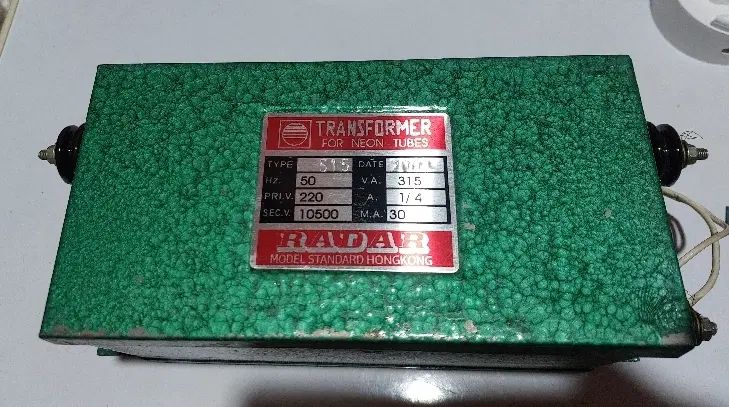 TRANSFORMER
FOR NEON TUBES
TYPE S15 DATE
Hz. 50 V.A. 315
PRI.V. 220 A. 1/4
SEC.V. 10500 M.A. 30
RADAR
MODEL STANDARD HONGKONG